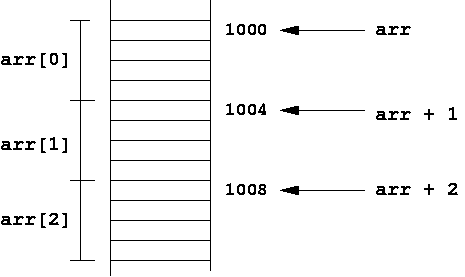 1000 arr
arr[0]
1004 arr + 1
arr[1]
1008 arr + 2
arr[2]